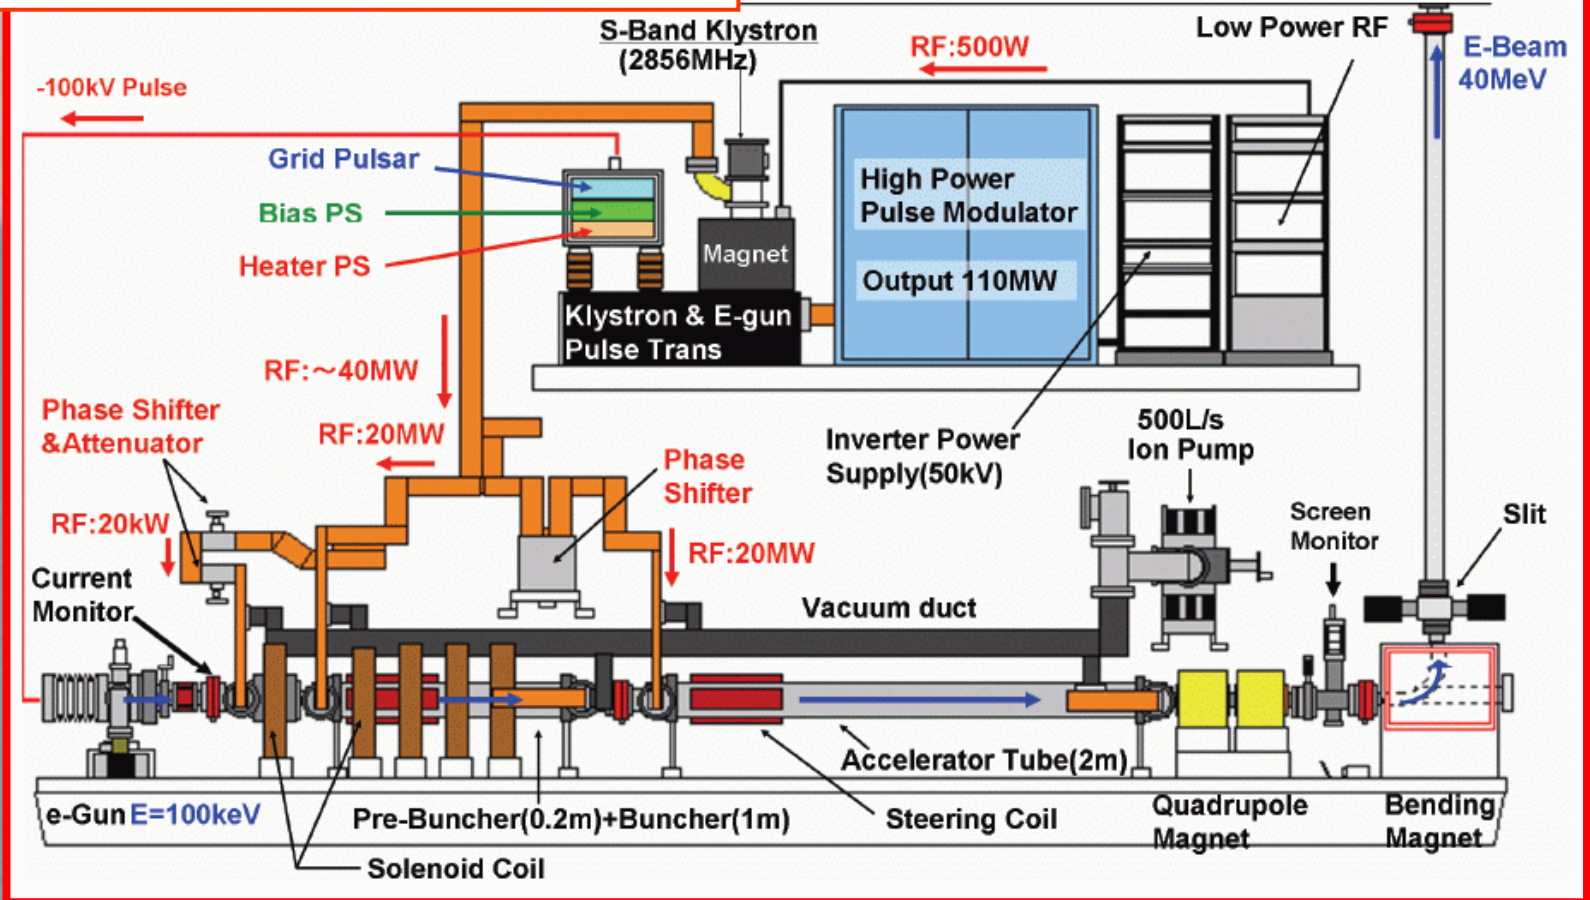 S-Band Klystron
(2856MHz)
RF:500W
Low Power RF
E-Beam
40MeV
-100kV Pulse
Grid Pulsar
Bias PS
Heater PS
High Power
Pulse Modulator
Output 110MW
Magnet
Klystron & E-gun
Pulse Trans
RF:～40MW
Phase Shifter
&Attenuator
RF:20MW
Phase
Shifter
Inverter Power
Supply(50kV)
500L/s
Ion Pump
RF:20kW
RF:20MW
Screen
Monitor
Slit
Current
Monitor
Vacuum duct
Accelerator Tube(2m)
e-Gun E=100keV
Pre-Buncher(0.2m)+Buncher(1m)
Steering Coil
Quadrupole
Magnet
Bending
Magnet
Solenoid Coil